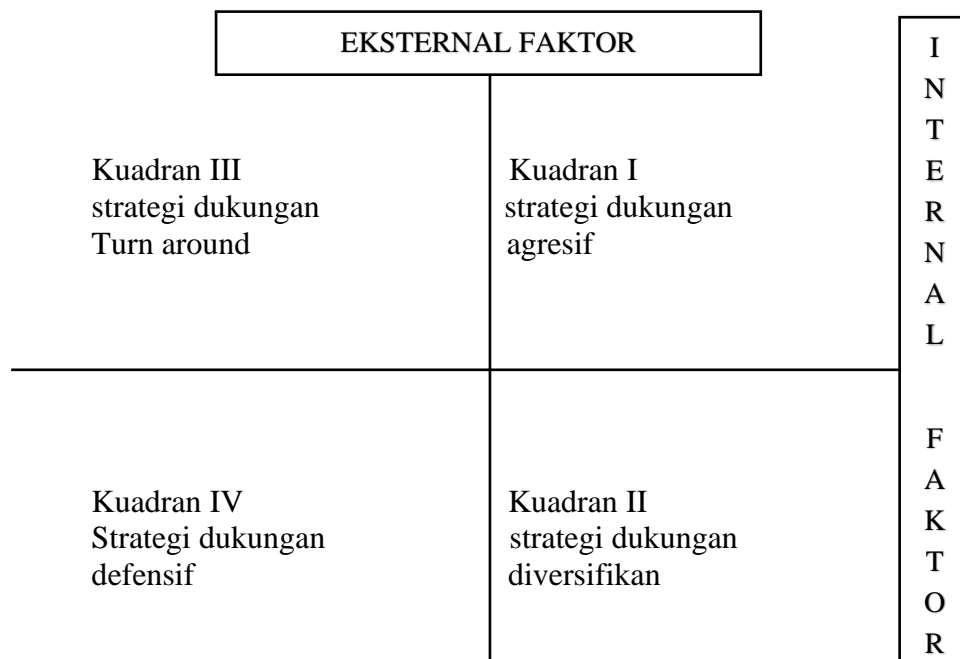 EKSTERNAL FAKTOR
Kuadran III
strategi dukungan
Turn around
Kuadran I
strategi dukungan
agresif
Kuadran IV
Strategi dukungan
defensif
Kuadran II
strategi dukungan
diversifikan
I
N
T
E
R
N
A
L
F
A
K
T
O
R